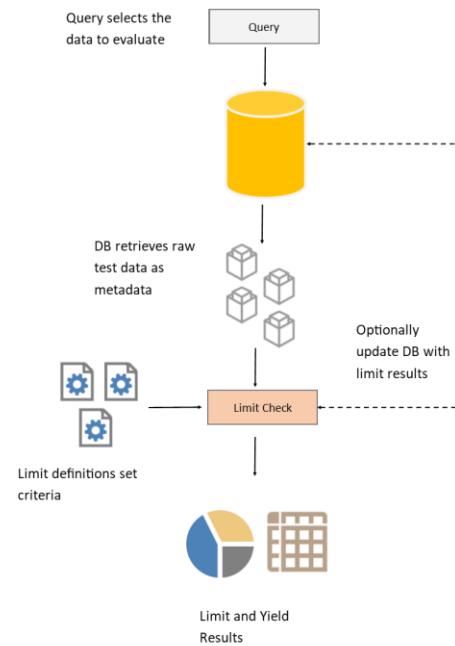 Query selects the
data to evaluate
Query
DB retrieves raw
test data as
metadata
Optionally
update DB with
limit results
Limit Check
Limit definitions set
criteria
Limit and Yield
Results